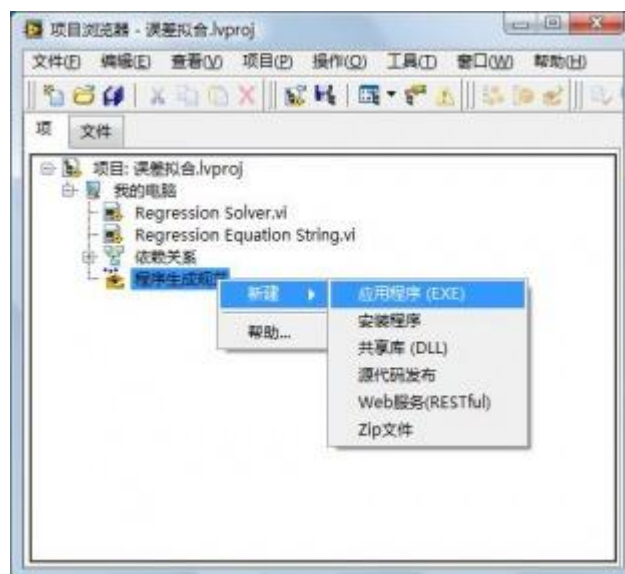 项目浏览器 - 误差拟合.lvproj
文件(F) 编辑(E) 查看(V) 项目(P) 操作(O) 工具(T) 窗口(W) 帮助(H)
项 文件
项目: 误差拟合.lvproj
我的电脑
Regression Solver.vi
Regression Equation String.vi
依赖关系
程序生成规范
新建 应用程序 (EXE)
安装程序
帮助...
共享库 (DLL)
源代码发布
Web服务(RESTful)
Zip文件